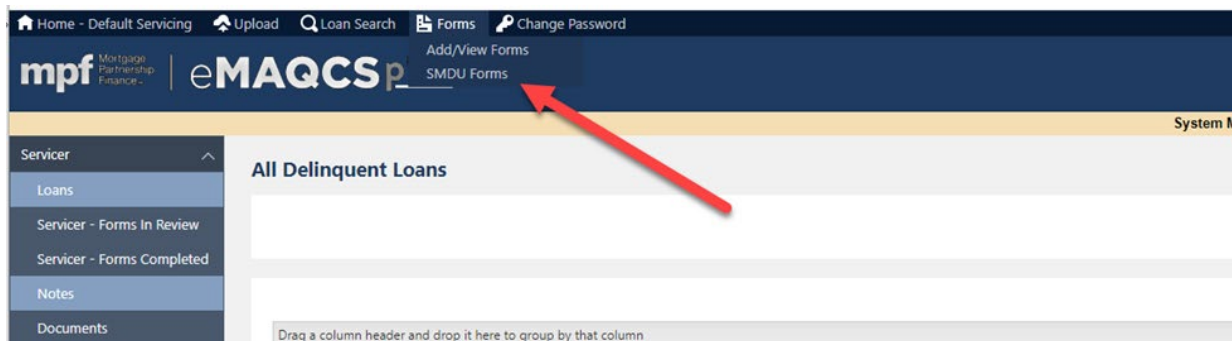 Home - Default Servicing Upload Loan Search Forms Change Password
Add/View Forms
SMDU Forms
mpf Mortgage Partnership Finance | eMAQCS
System
Servicer
Loans
Servicer - Forms In Review
Servicer - Forms Completed
Notes
Documents
All Delinquent Loans
Drag a column header and drop it here to group by that column